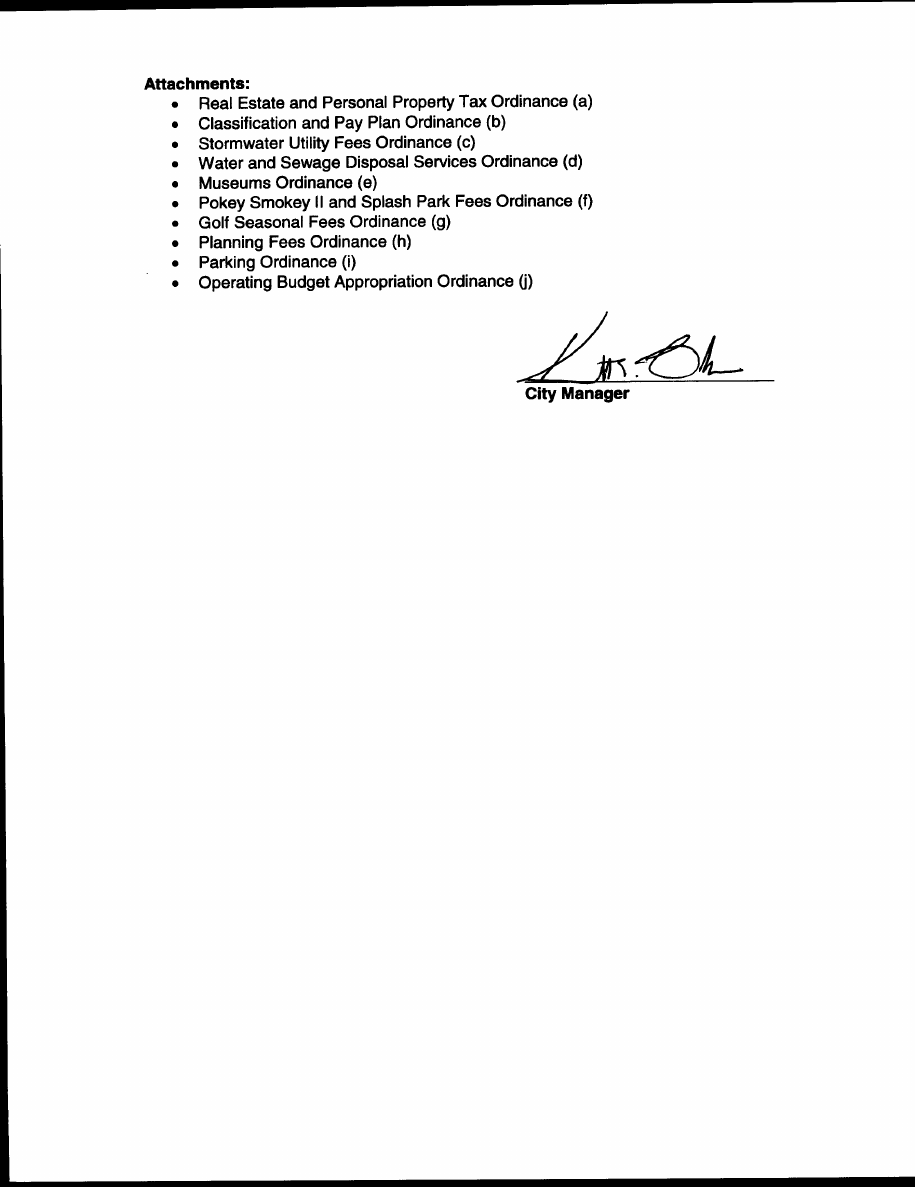 Attachments:
• Real Estate and Personal Property Tax Ordinance (a)
• Classification and Pay Plan Ordinance (b)
• Stormwater Utility Fees Ordinance (c)
• Water and Sewage Disposal Services Ordinance (d)
• Museums Ordinance (e)
• Pokey Smokey II and Splash Park Fees Ordinance (f)
• Golf Seasonal Fees Ordinance (g)
• Planning Fees Ordinance (h)
• Parking Ordinance (i)
• Operating Budget Appropriation Ordinance (j)
City Manager